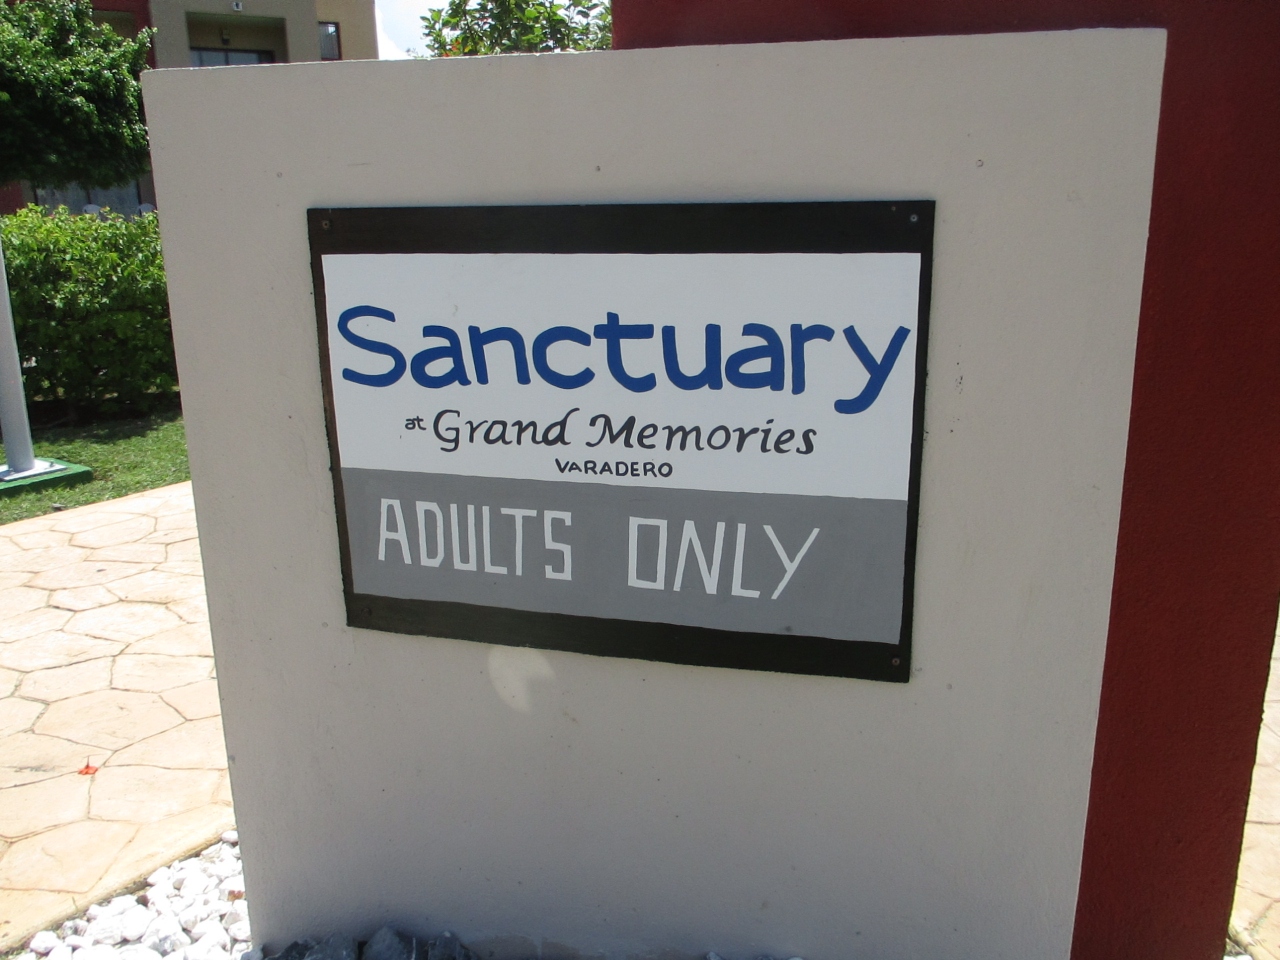 Sanctuary
at Grand Memories
VARADERO
ADULTS ONLY